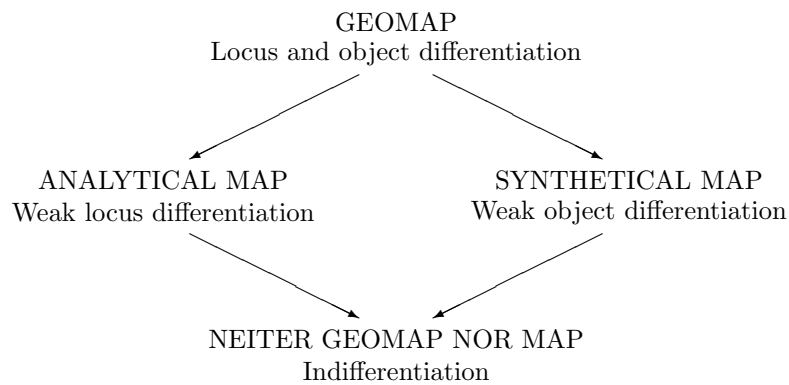 GEOMAP
Locus and object differentiation
ANALYTICAL MAP
Weak locus differentiation
SYNTHETICAL MAP
Weak object differentiation
NEITER GEOMAP NOR MAP
Indifferentiation